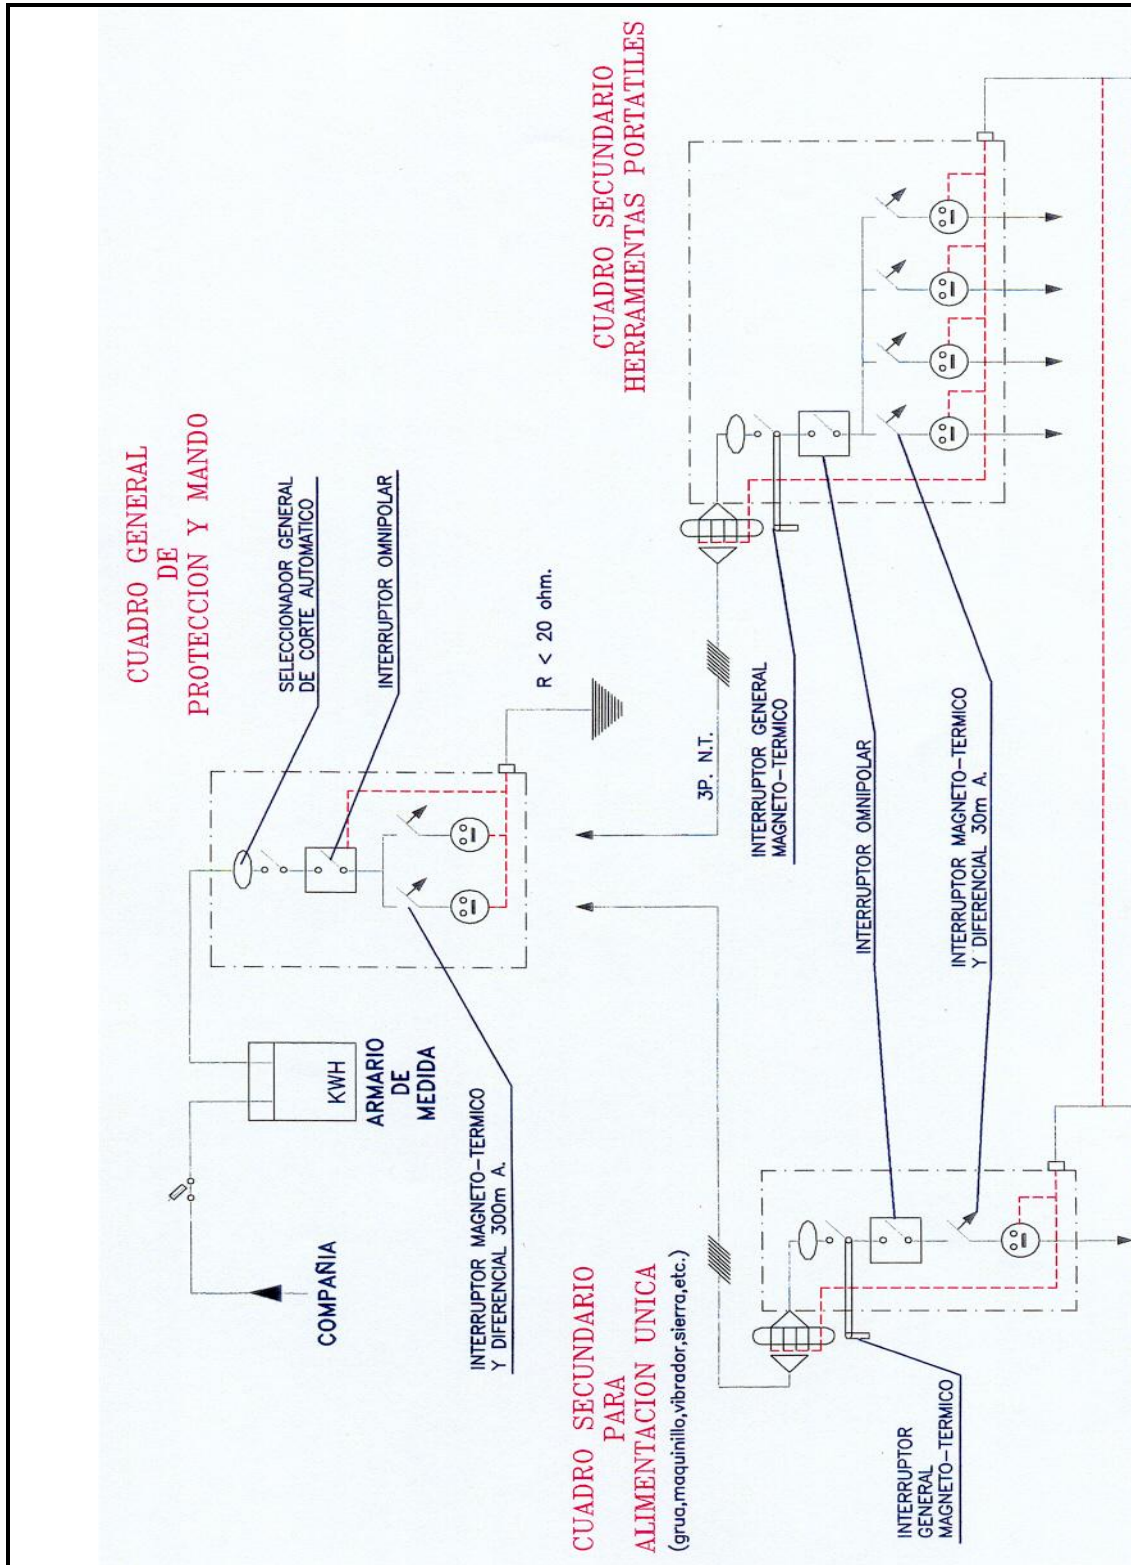 CUADRO GENERAL
DE
PROTECCION Y MANDO
SELECCIONADOR GENERAL
DE CORTE AUTOMATICO
INTERRUPTOR OMNIPOLAR
COMPAÑIA
KWH
ARMARIO
DE
MEDIDA
INTERRUPTOR MAGNETO-TERMICO
Y DIFERENCIAL 300m A.
R < 20 ohm.
CUADRO SECUNDARIO
PARA
ALIMENTACION UNICA
(grua,maquinillo,vibrador,sierra,etc.)
CUADRO SECUNDARIO
HERRAMIENTAS PORTATILES
3P. N.T.
INTERRUPTOR GENERAL
MAGNETO-TERMICO
INTERRUPTOR OMNIPOLAR
INTERRUPTOR MAGNETO-TERMICO
Y DIFERENCIAL 30m A.
INTERRUPTOR
GENERAL
MAGNETO-TERMICO